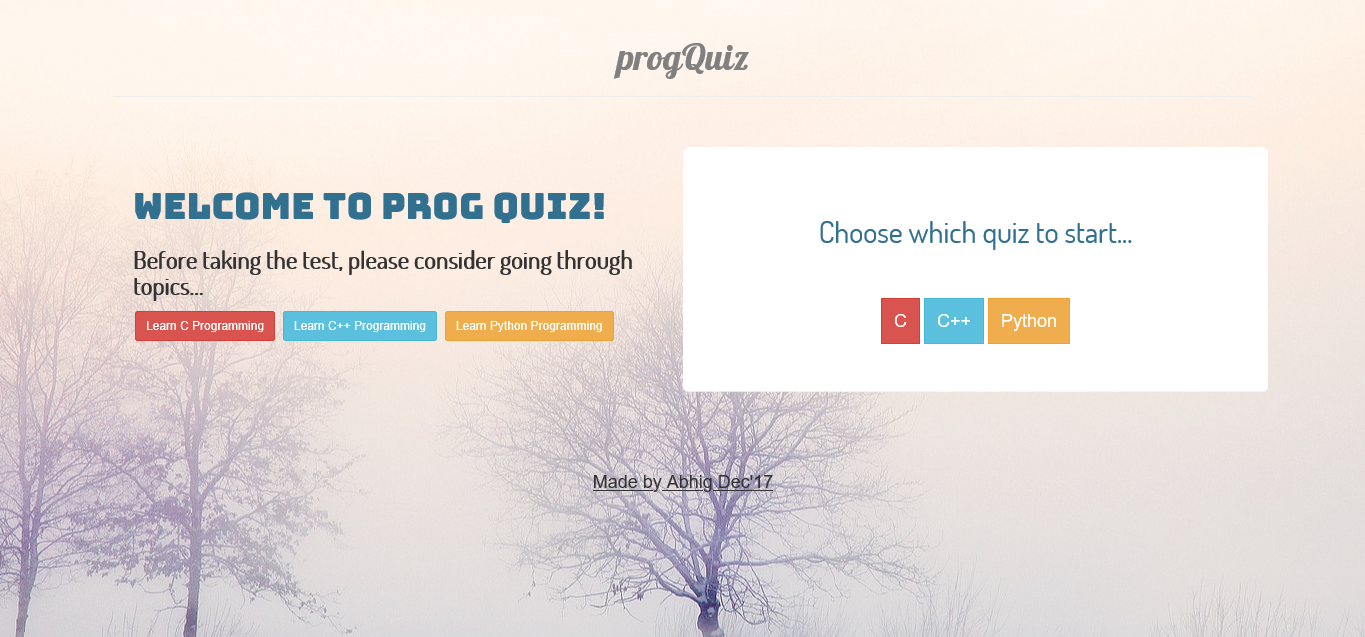 progQuiz
WELCOME TO PROG QUIZ!
Before taking the test, please consider going through
topics...
Learn C Programming Learn C++ Programming Learn Python Programming
Choose which quiz to start...
C C++ Python
Made by Abhig Dec'17